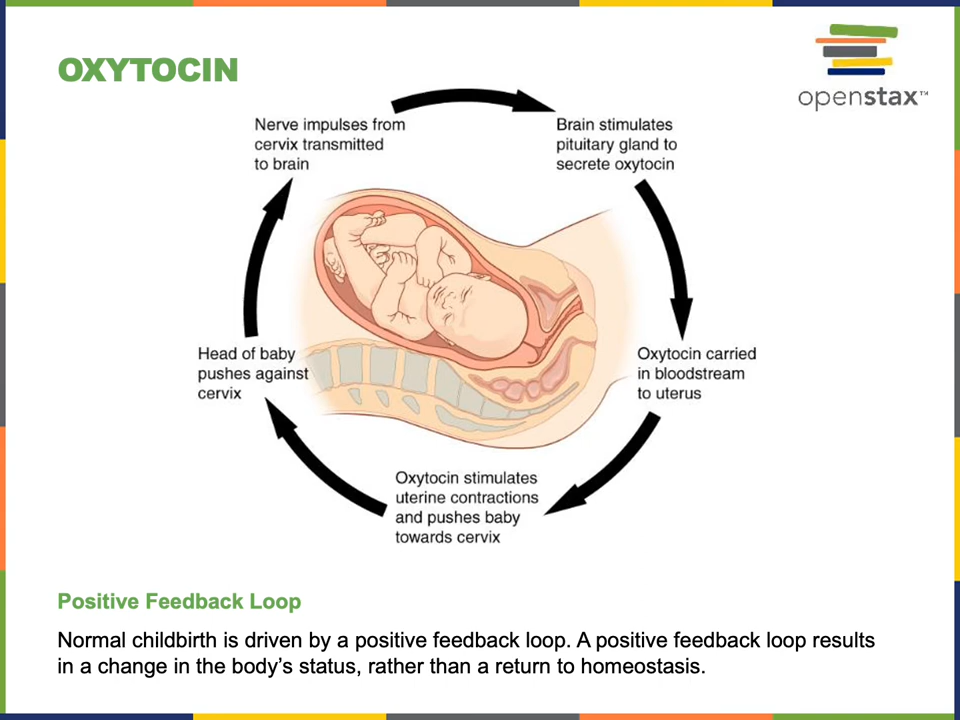 OXYTOCIN
openstax™
Nerve impulses from
cervix transmitted
to brain
Brain stimulates
pituitary gland to
secrete oxytocin
Head of baby
pushes against
cervix
Oxytocin carried
in bloodstream
to uterus
Oxytocin stimulates
uterine contractions
and pushes baby
towards cervix
Positive Feedback Loop
Normal childbirth is driven by a positive feedback loop. A positive feedback loop results
in a change in the body’s status, rather than a return to homeostasis.